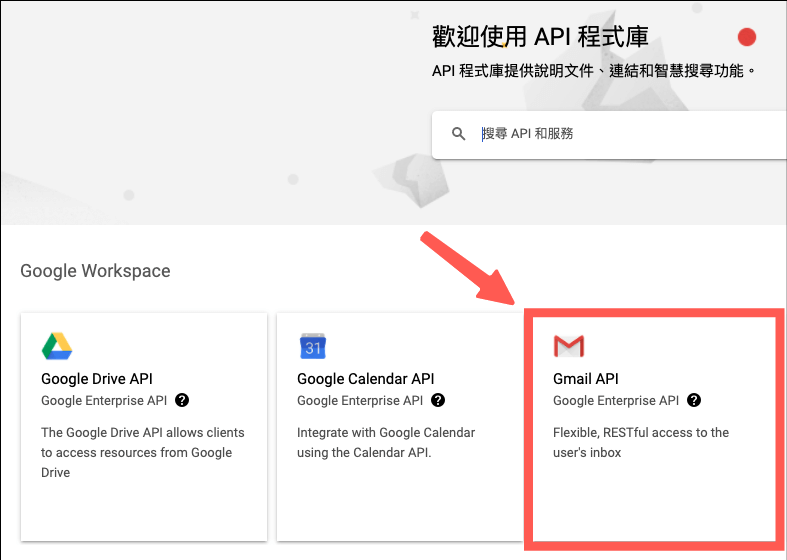 歡迎使用 API 程式庫
API 程式庫提供說明文件、連結和智慧搜尋功能。
搜尋 API 和服務
Google Workspace
31
Google Drive API
Google Enterprise API ?
The Google Drive API allows clients
to access resources from Google
Drive
Google Calendar API
Google Enterprise API ?
Integrate with Google Calendar
using the Calendar API.
Gmail API
Google Enterprise API ?
Flexible, RESTful access to the
user's inbox